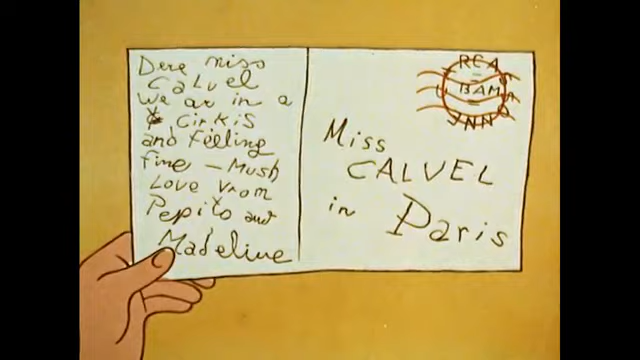 Dere miss
Calvel
We ar in a
Cirkis
and feeling
fine - Mush
Love vrom
Pepito and
Madeline
Miss
CALVEL
in Paris